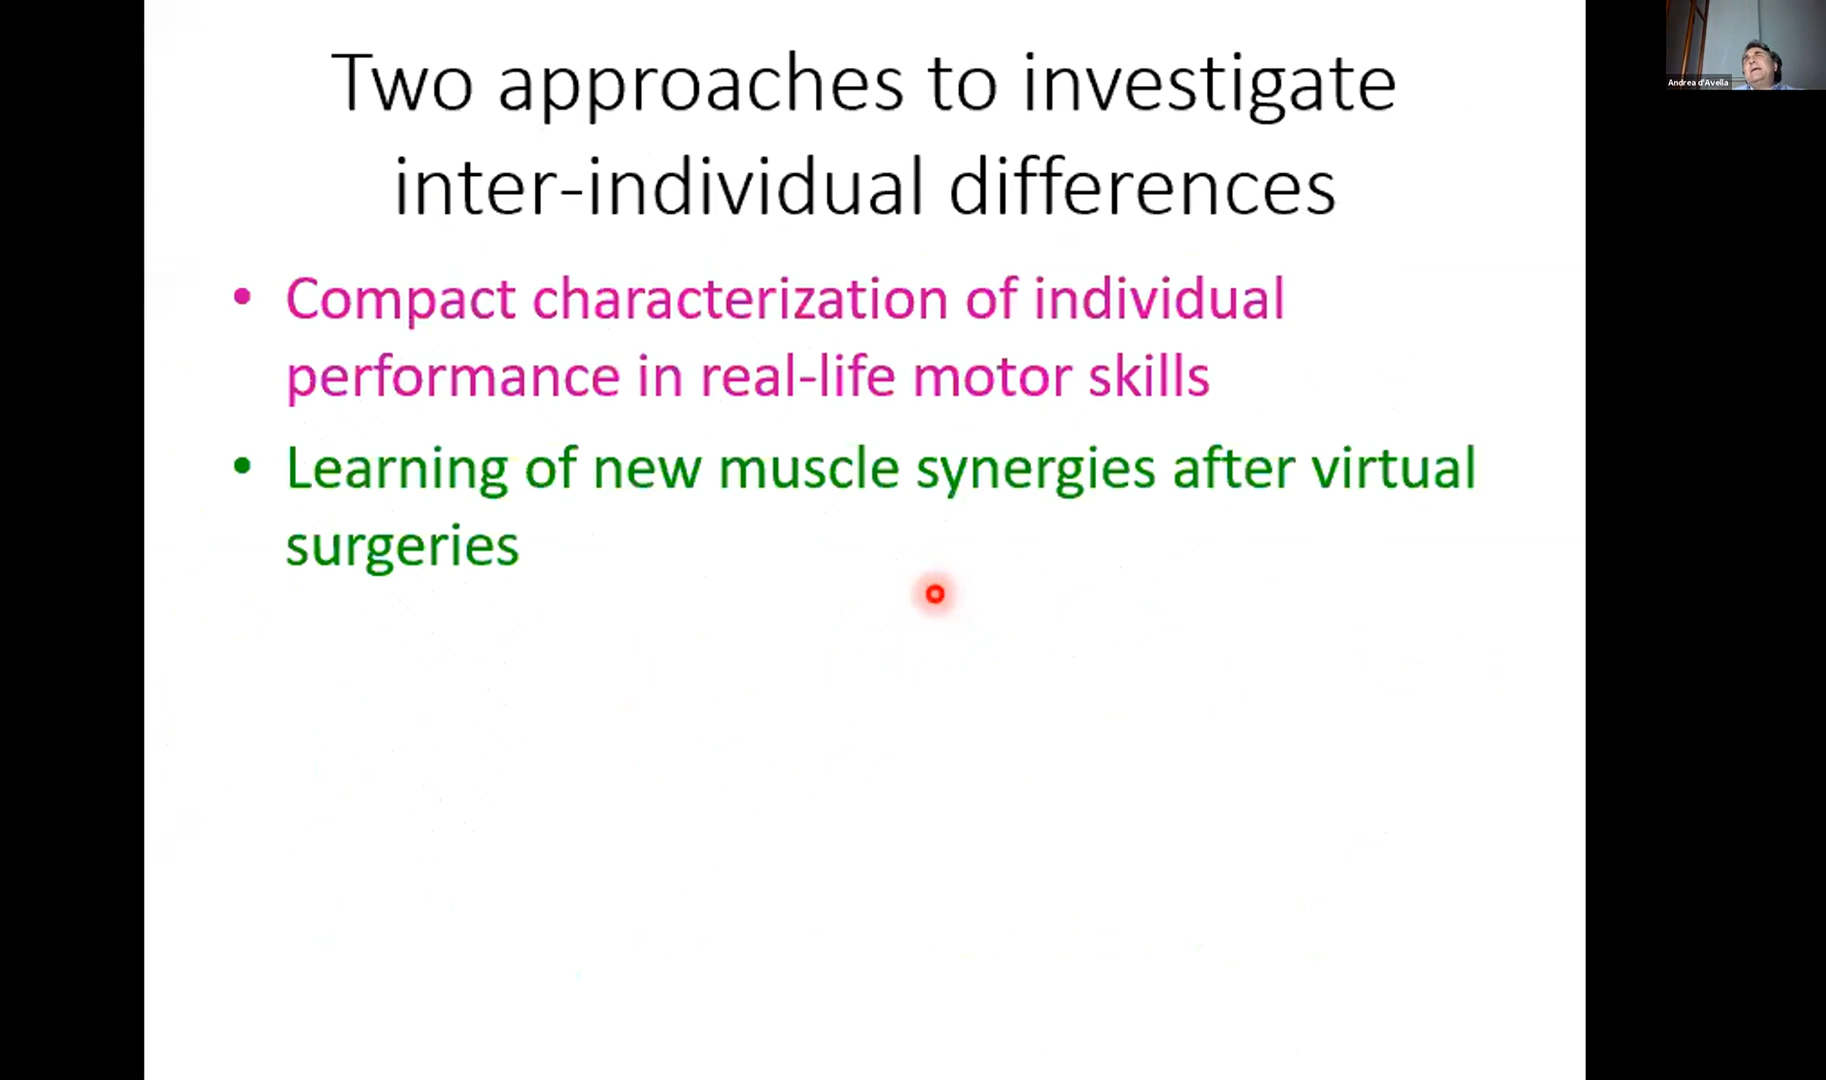 Two approaches to investigate
inter-individual differences
• Compact characterization of individual
performance in real-life motor skills
• Learning of new muscle synergies after virtual
surgeries
Andrea d'Avella